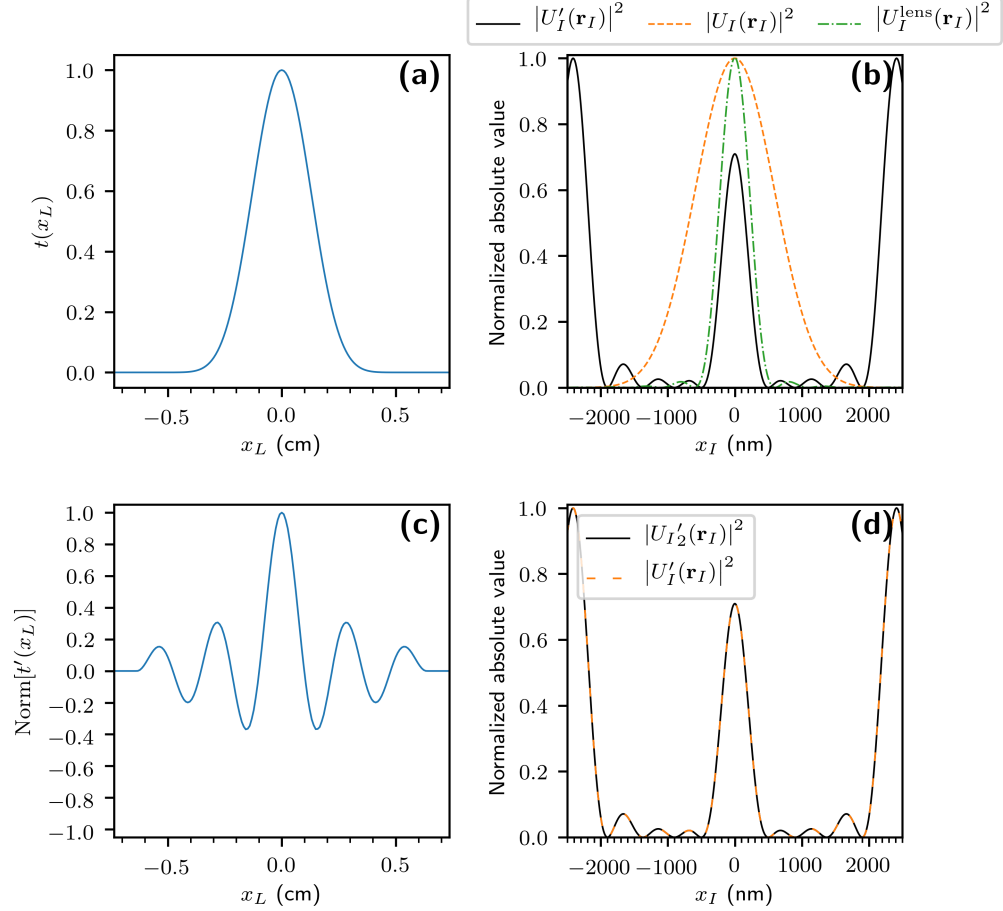 |U′_I(r_I)|² |U_I(r_I)|² |U_I^lens(r_I)|²
(a)
1.0
0.8
0.6
0.4
0.2
0.0
t(x_L)
−0.5 0.0 0.5
x_L (cm)
(b)
1.0
0.8
0.6
0.4
0.2
0.0
Normalized absolute value
−2000 −1000 0 1000 2000
x_I (nm)
(c)
1.0
0.8
0.6
0.4
0.2
0.0
−0.2
−0.4
−0.6
−0.8
−1.0
Norm[t′(x_L)]
−0.5 0.0 0.5
x_L (cm)
(d)
|U_I′_2(r_I)|²
|U′_I(r_I)|²
1.0
0.8
0.6
0.4
0.2
0.0
Normalized absolute value
−2000 −1000 0 1000 2000
x_I (nm)